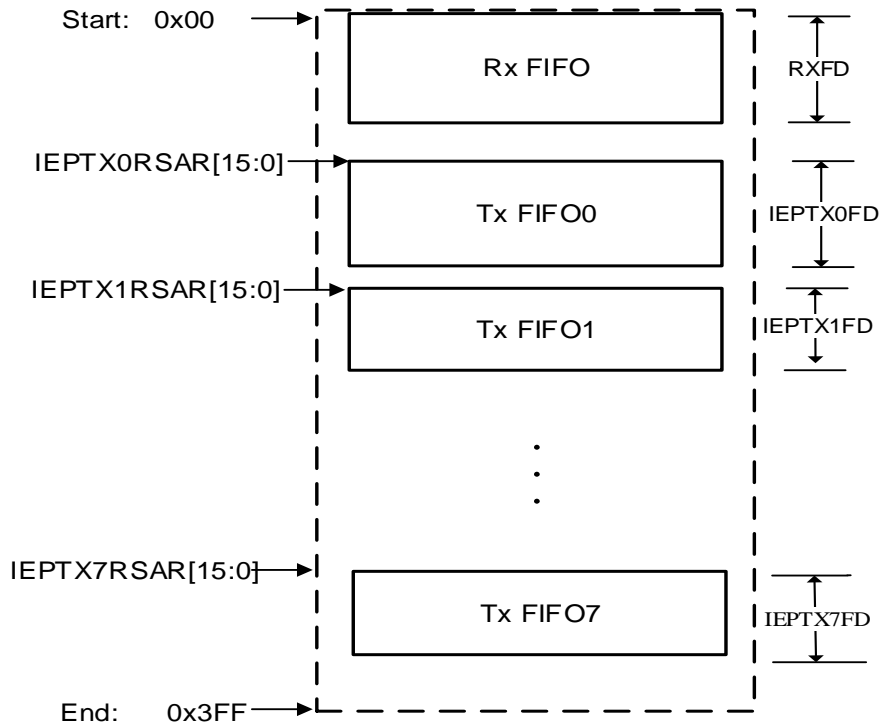 Start: 0x00
Rx FIFO
RXFD
IEPTX0RSAR[15:0]
Tx FIFO0
IEPTX0FD
IEPTX1RSAR[15:0]
Tx FIFO1
IEPTX1FD
IEPTX7RSAR[15:0]
Tx FIFO7
IEPTX7FD
End: 0x3FF